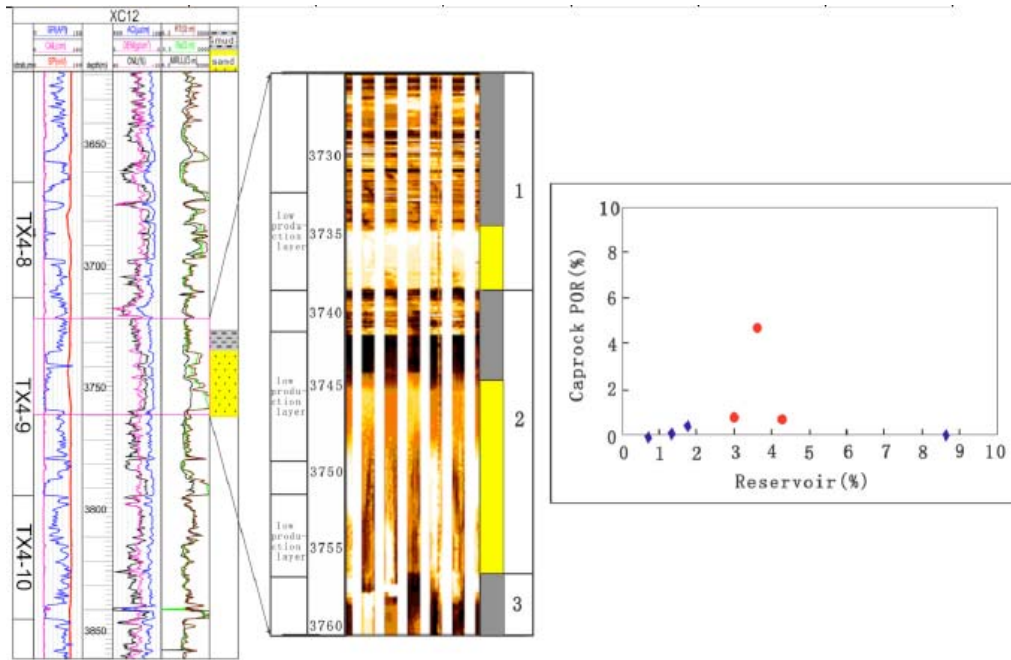 XC12
mud
sand
depth(m)
3650
3700
3750
3800
3850
TX4-8
TX4-9
TX4-10
low
produ-
ction
layer
low
produ-
ction
layer
low
produ-
ction
layer
3730
3735
3740
3745
3750
3755
3760
1
2
3
Caprock POR(%)
10
8
6
4
2
0
0 1 2 3 4 5 6 7 8 9 10
Reservoir(%)